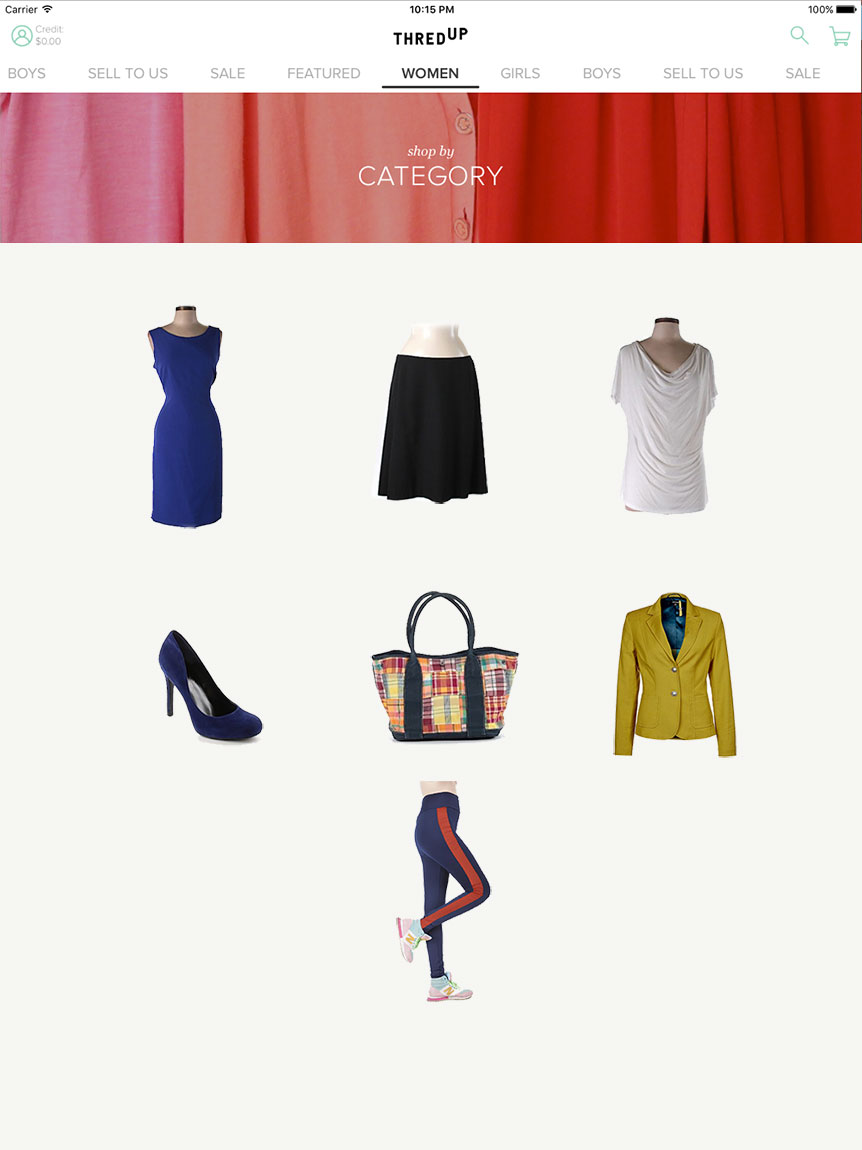 Carrier 10:15 PM 100%
Credit:
$0.00
THREDUP
BOYS SELL TO US SALE FEATURED WOMEN GIRLS BOYS SELL TO US SALE
shop by
CATEGORY
N
N